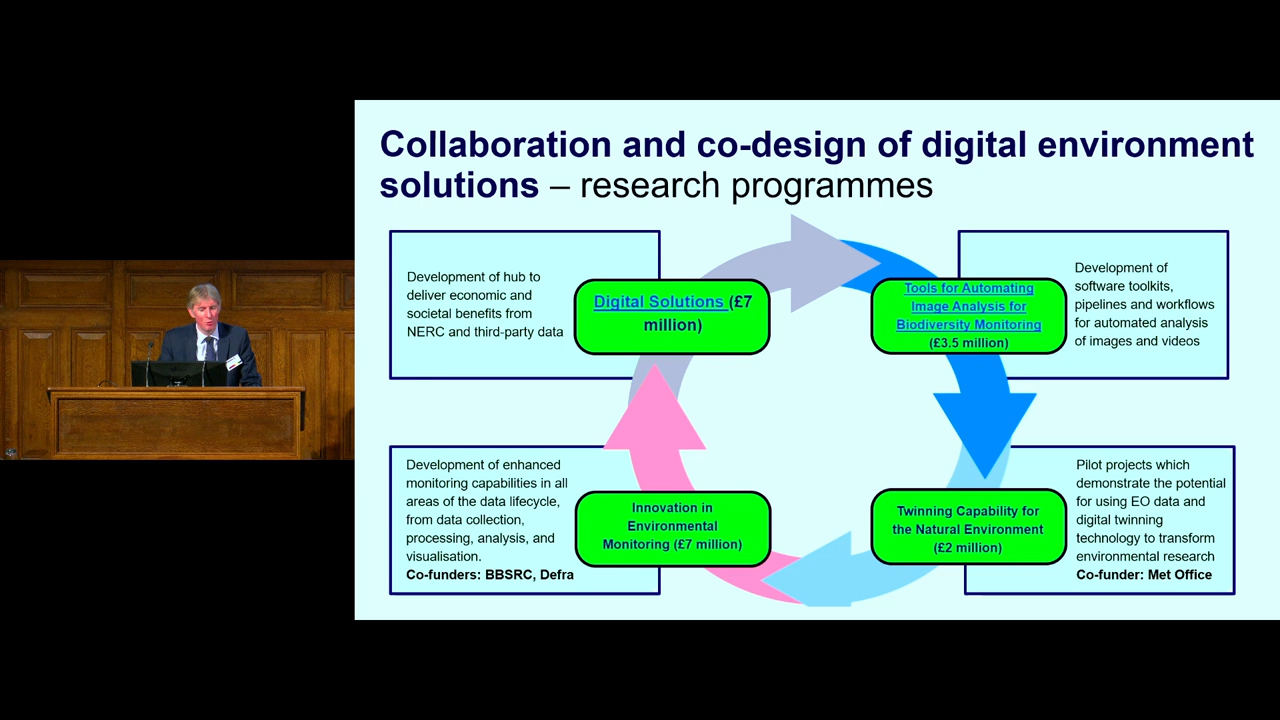 Collaboration and co-design of digital environment
solutions – research programmes
Development of hub to
deliver economic and
societal benefits from
NERC and third-party data
Digital Solutions (£7
million)
Tools for Automating
Image Analysis for
Biodiversity Monitoring
(£3.5 million)
Development of
software toolkits,
pipelines and workflows
for automated analysis
of images and videos
Development of enhanced
monitoring capabilities in all
areas of the data lifecycle,
from data collection,
processing, analysis, and
visualisation.
Co-funders: BBSRC, Defra
Innovation in
Environmental
Monitoring (£7 million)
Twinning Capability for
the Natural Environment
(£2 million)
Pilot projects which
demonstrate the potential
for using EO data and
digital twinning
technology to transform
environmental research
Co-funder: Met Office